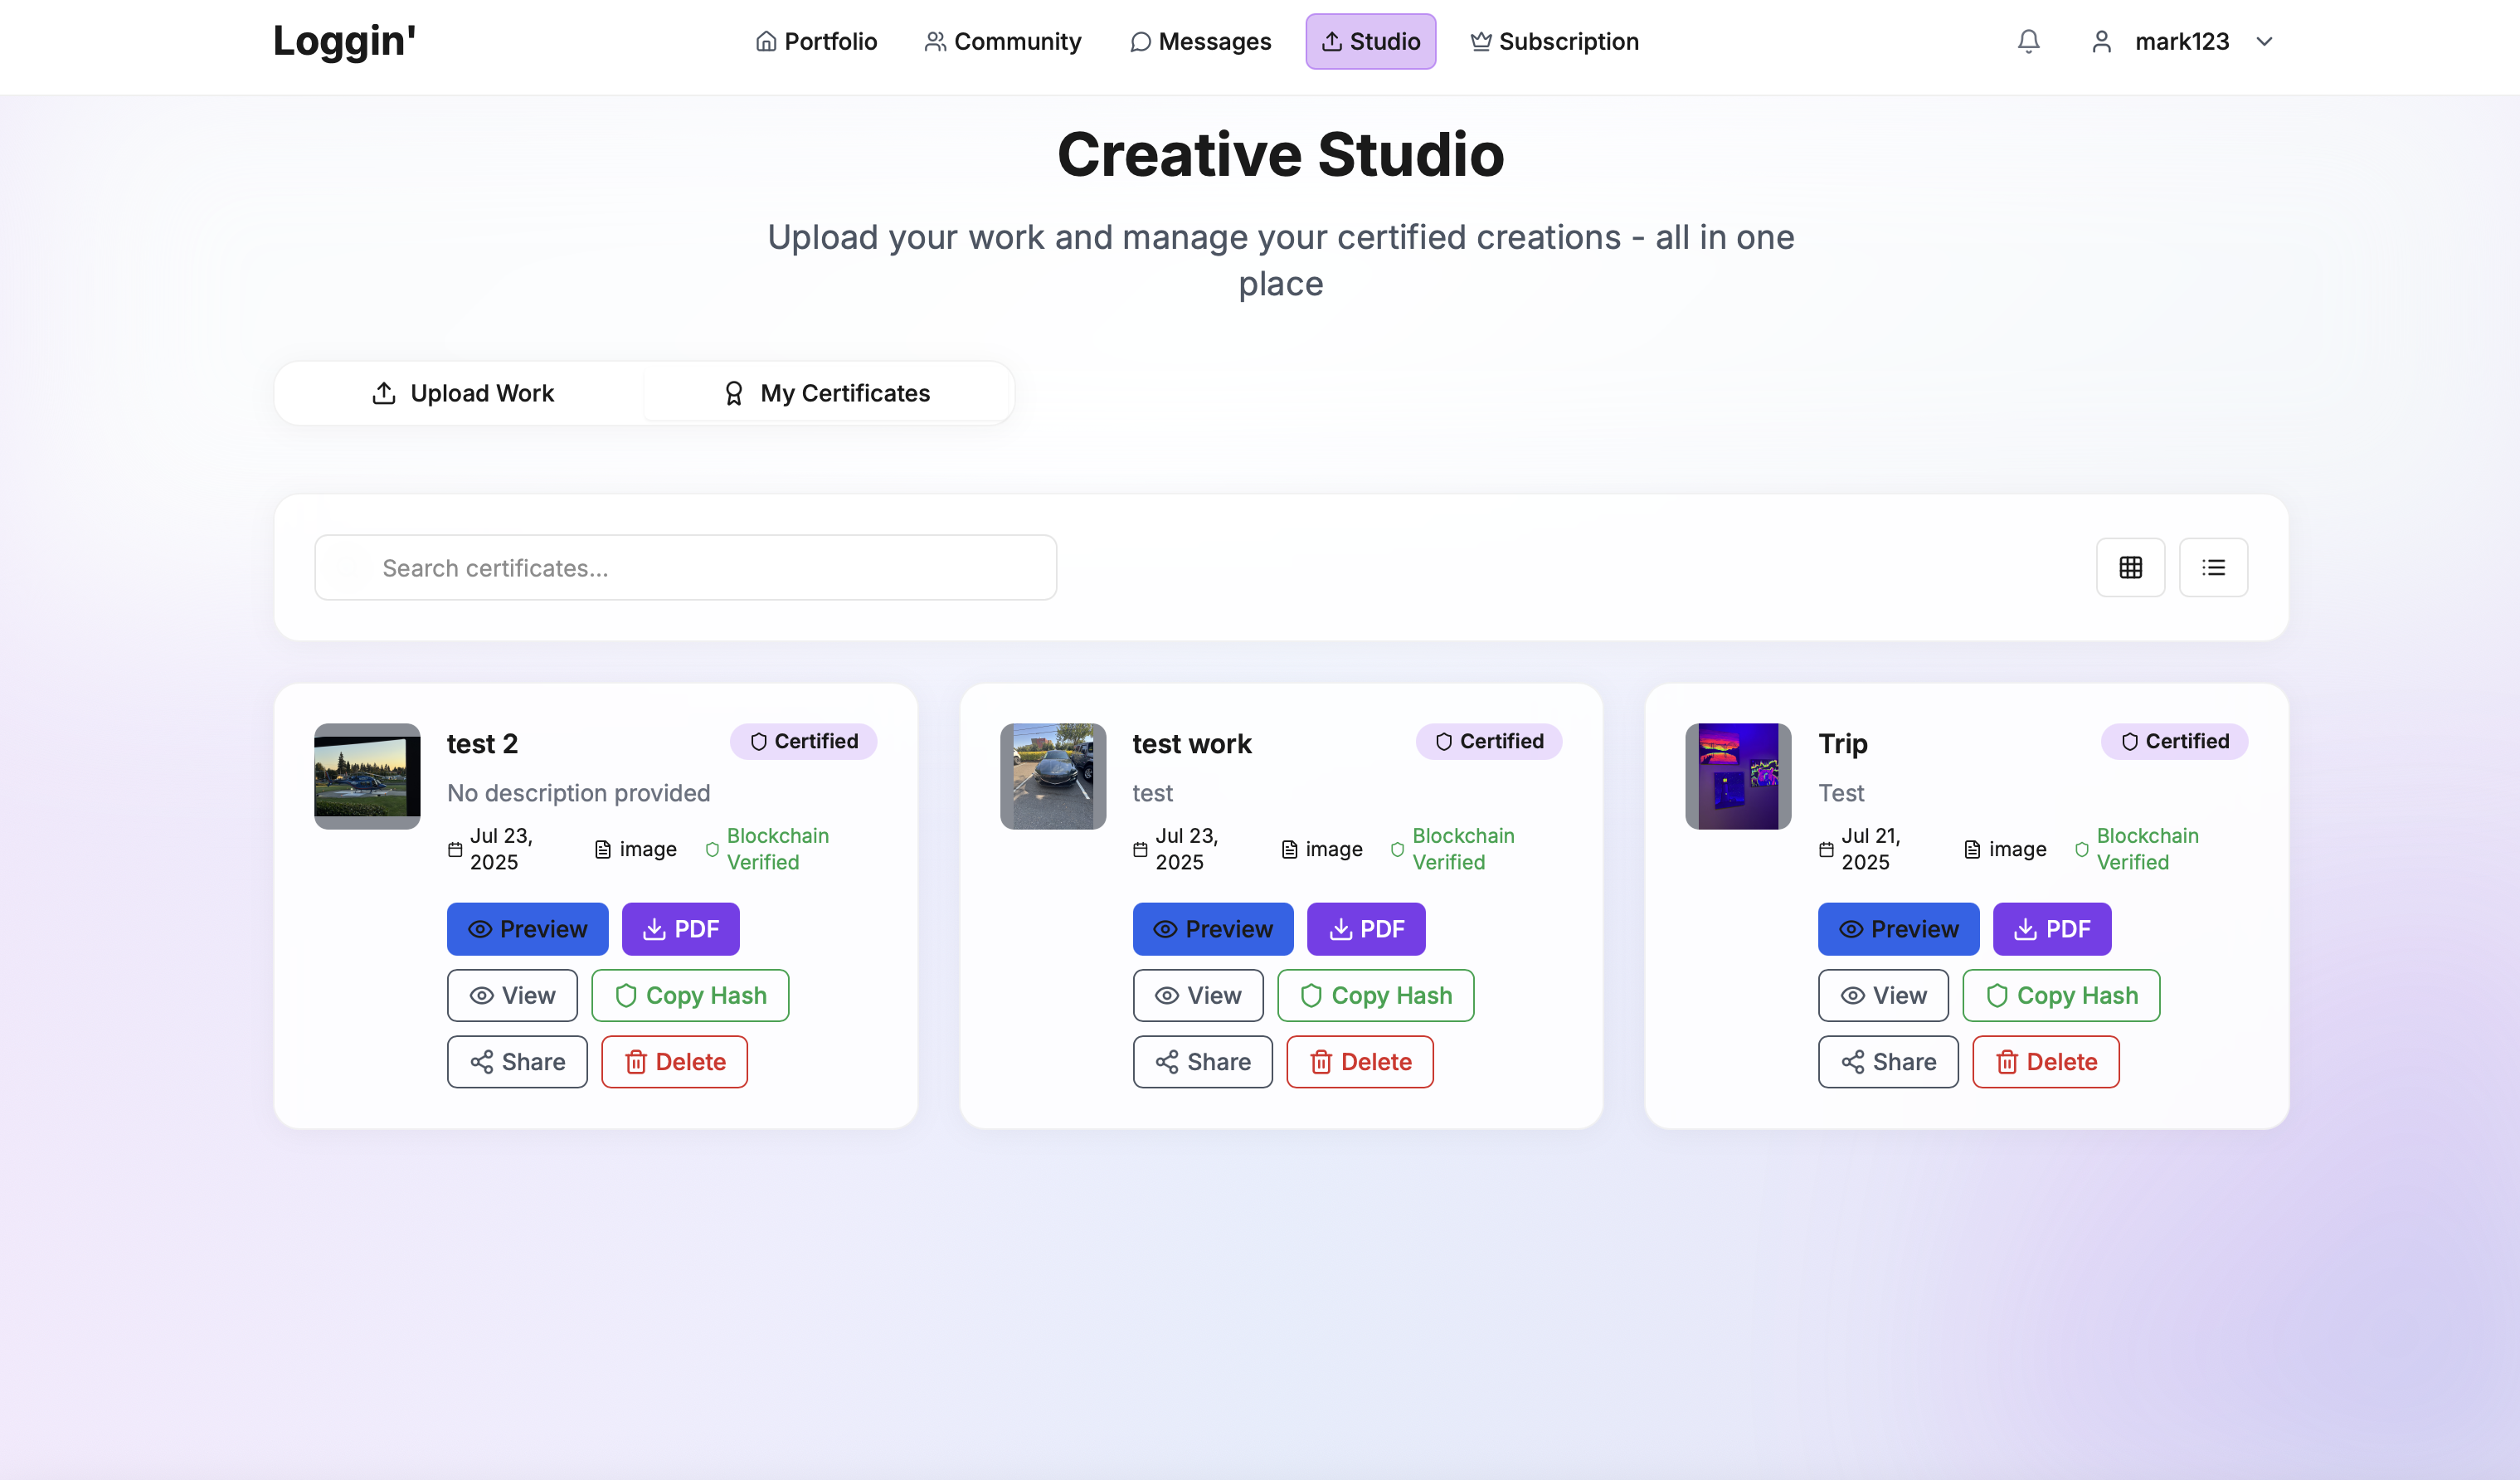 Loggin'
Portfolio
Community
Messages
Studio
Subscription
mark123
Creative Studio
Upload your work and manage your certified creations - all in one
place
Upload Work
My Certificates
Search certificates...
test 2
Certified
No description provided
Jul 23,
2025
image
Blockchain
Verified
Preview
PDF
View
Copy Hash
Share
Delete
test work
Certified
test
Jul 23,
2025
image
Blockchain
Verified
Preview
PDF
View
Copy Hash
Share
Delete
Trip
Certified
Test
Jul 21,
2025
image
Blockchain
Verified
Preview
PDF
View
Copy Hash
Share
Delete